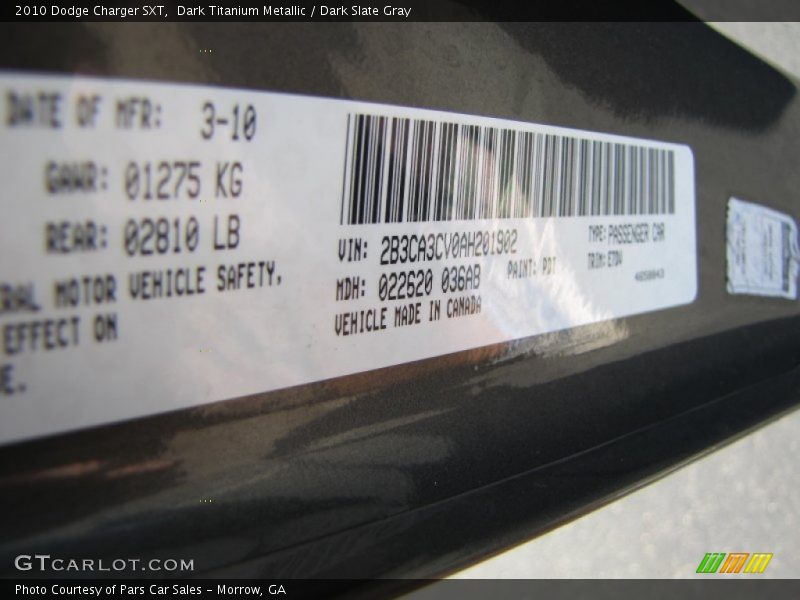 2010 Dodge Charger SXT,  Dark Titanium Metallic / Dark Slate Gray
DATE OF MFR: 3-10
GAWR: 01275 KG
REAR: 02810 LB
RAL MOTOR VEHICLE SAFETY,
EFFECT ON
E.
VIN: 2B3CA3CV0AH201902
TYPE: PASSENGER CAR
MDH: 022620 036AB
PAINT: PDT
TRIM:
VEHICLE MADE IN CANADA
GTCARLOT.COM
Photo Courtesy of Pars Car Sales - Morrow, GA